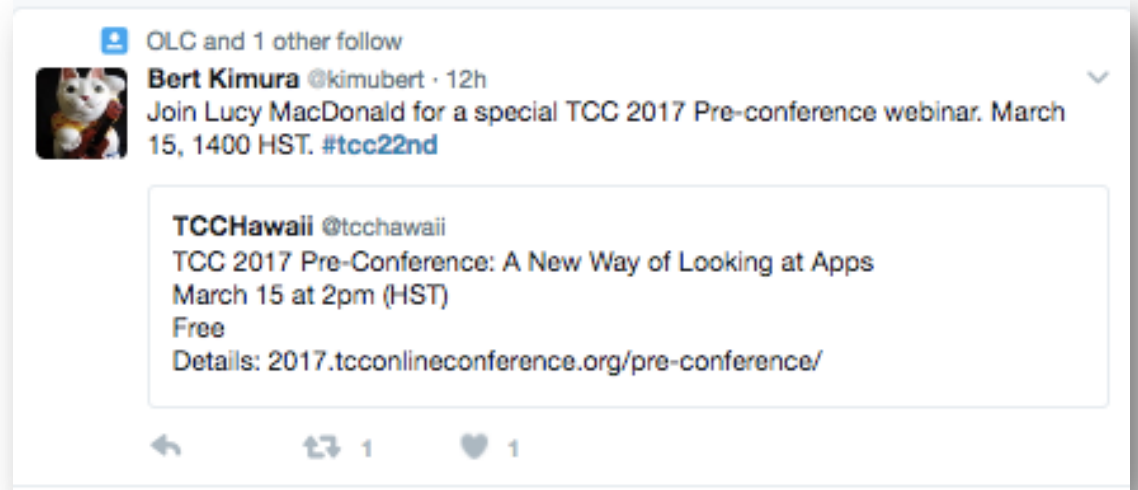 OLC and 1 other follow
Bert Kimura @kimubert · 12h
Join Lucy MacDonald for a special TCC 2017 Pre-conference webinar. March
15, 1400 HST. #tcc22nd
TCCHawaii @tcchawaii
TCC 2017 Pre-Conference: A New Way of Looking at Apps
March 15 at 2pm (HST)
Free
Details: 2017.tcconlineconference.org/pre-conference/
1 1